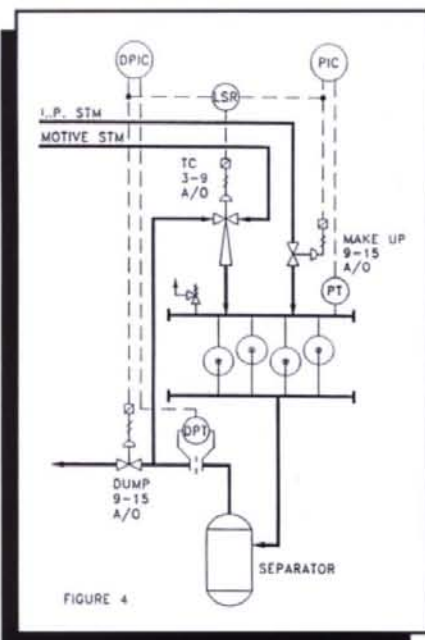 DPIC
LSR
PIC
I.P. STM
MOTIVE STM
TC
3-9
A/O
MAKE UP
9-15
A/O
PT
DPT
DUMP
9-15
A/O
SEPARATOR
FIGURE 4